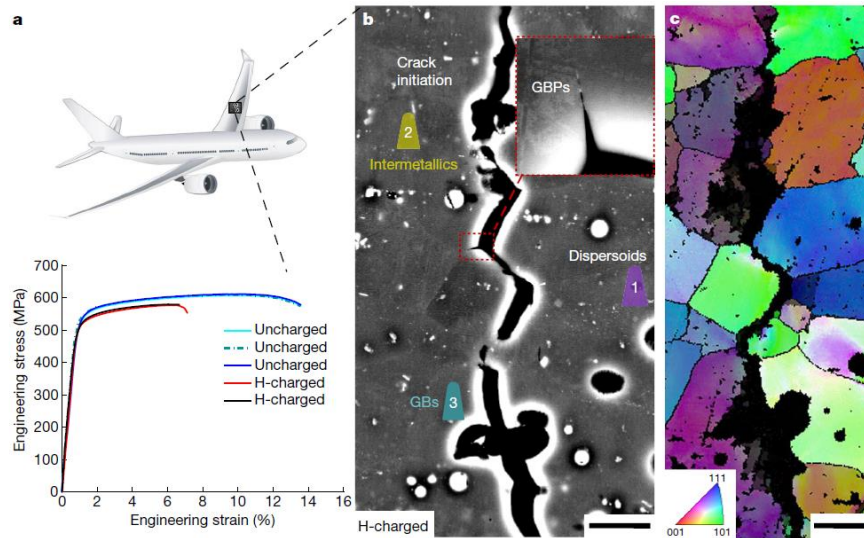 a
700
600
500
400
300
200
100
0
Engineering stress (MPa)
Uncharged
Uncharged
Uncharged
H-charged
H-charged
0 2 4 6 8 10 12 14 16
Engineering strain (%)
b
Crack
initiation
2
Intermetallics
GBPs
Dispersoids
1
GBs
3
H-charged
c
111
001
101